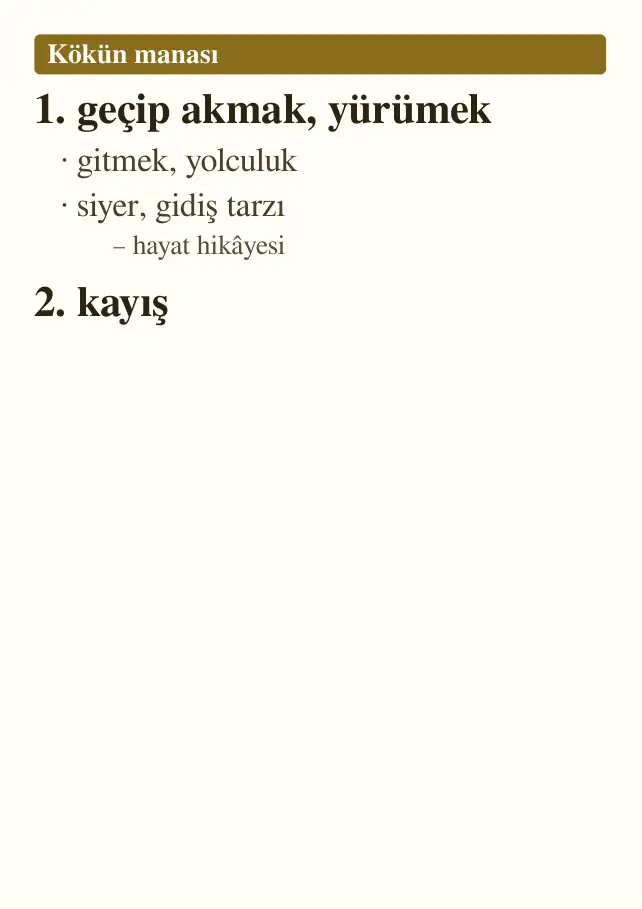 Kökün manası
1. geçip akmak, yürümek
· gitmek, yolculuk
· siyer, gidiş tarzı
– hayat hikâyesi
2. kayış